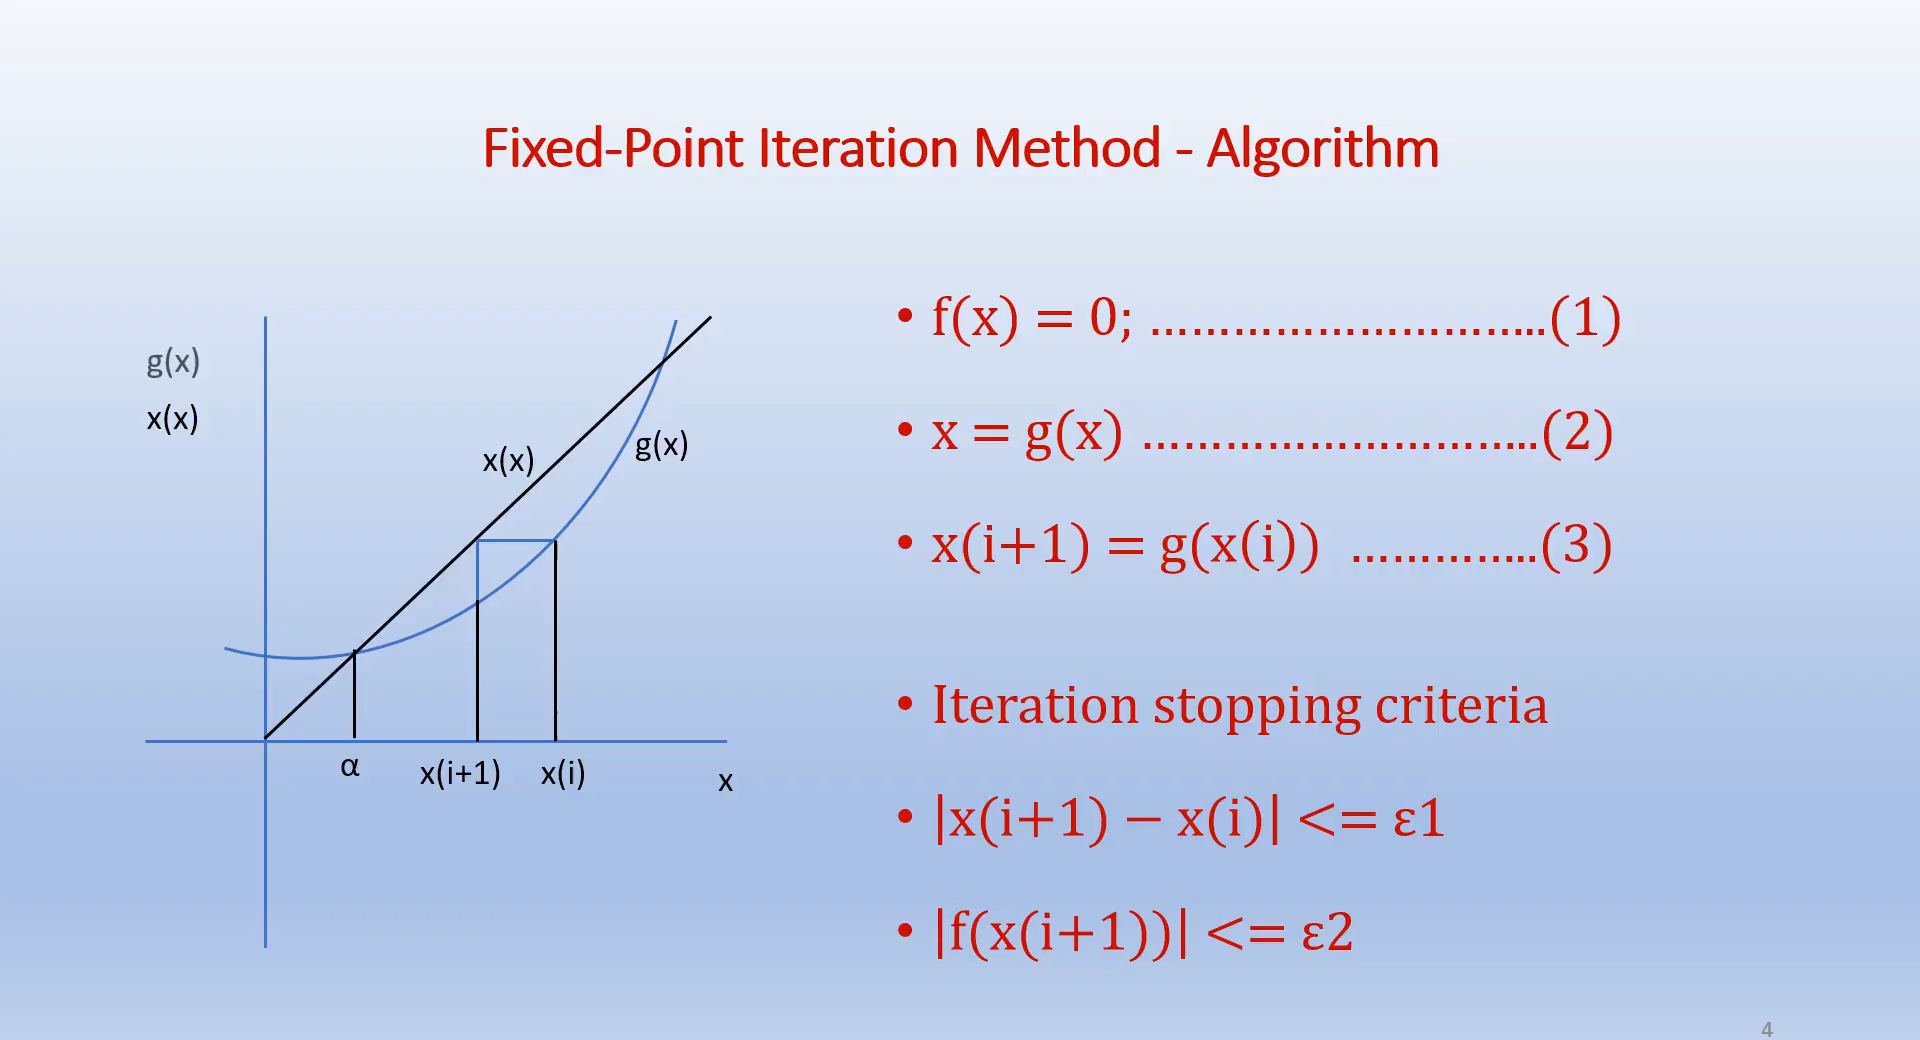 Fixed-Point Iteration Method - Algorithm
g(x)
x(x)
x(x)
g(x)
α
x(i+1)
x(i)
x
• f(x) = 0; ………………………...(1)
• x = g(x) ………………………...(2)
• x(i+1) = g(x(i)) …………...(3)
• Iteration stopping criteria
• |x(i+1) − x(i)| <= ε1
• |f(x(i+1))| <= ε2
4